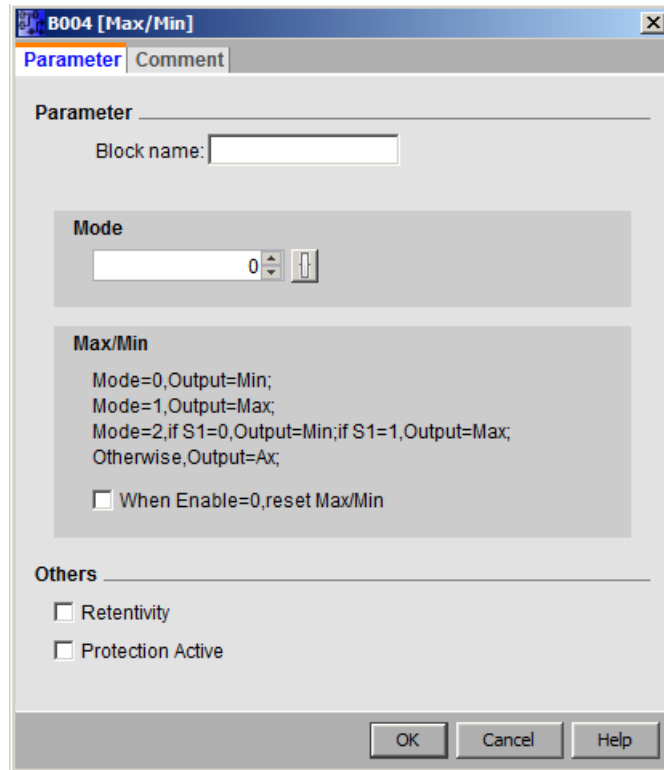 B004 [Max/Min]
Parameter Comment
Parameter
Block name:
Mode
0
Max/Min
Mode=0,Output=Min;
Mode=1,Output=Max;
Mode=2,if S1=0,Output=Min;if S1=1,Output=Max;
Otherwise,Output=Ax;
When Enable=0,reset Max/Min
Others
Retentivity
Protection Active
OK Cancel Help